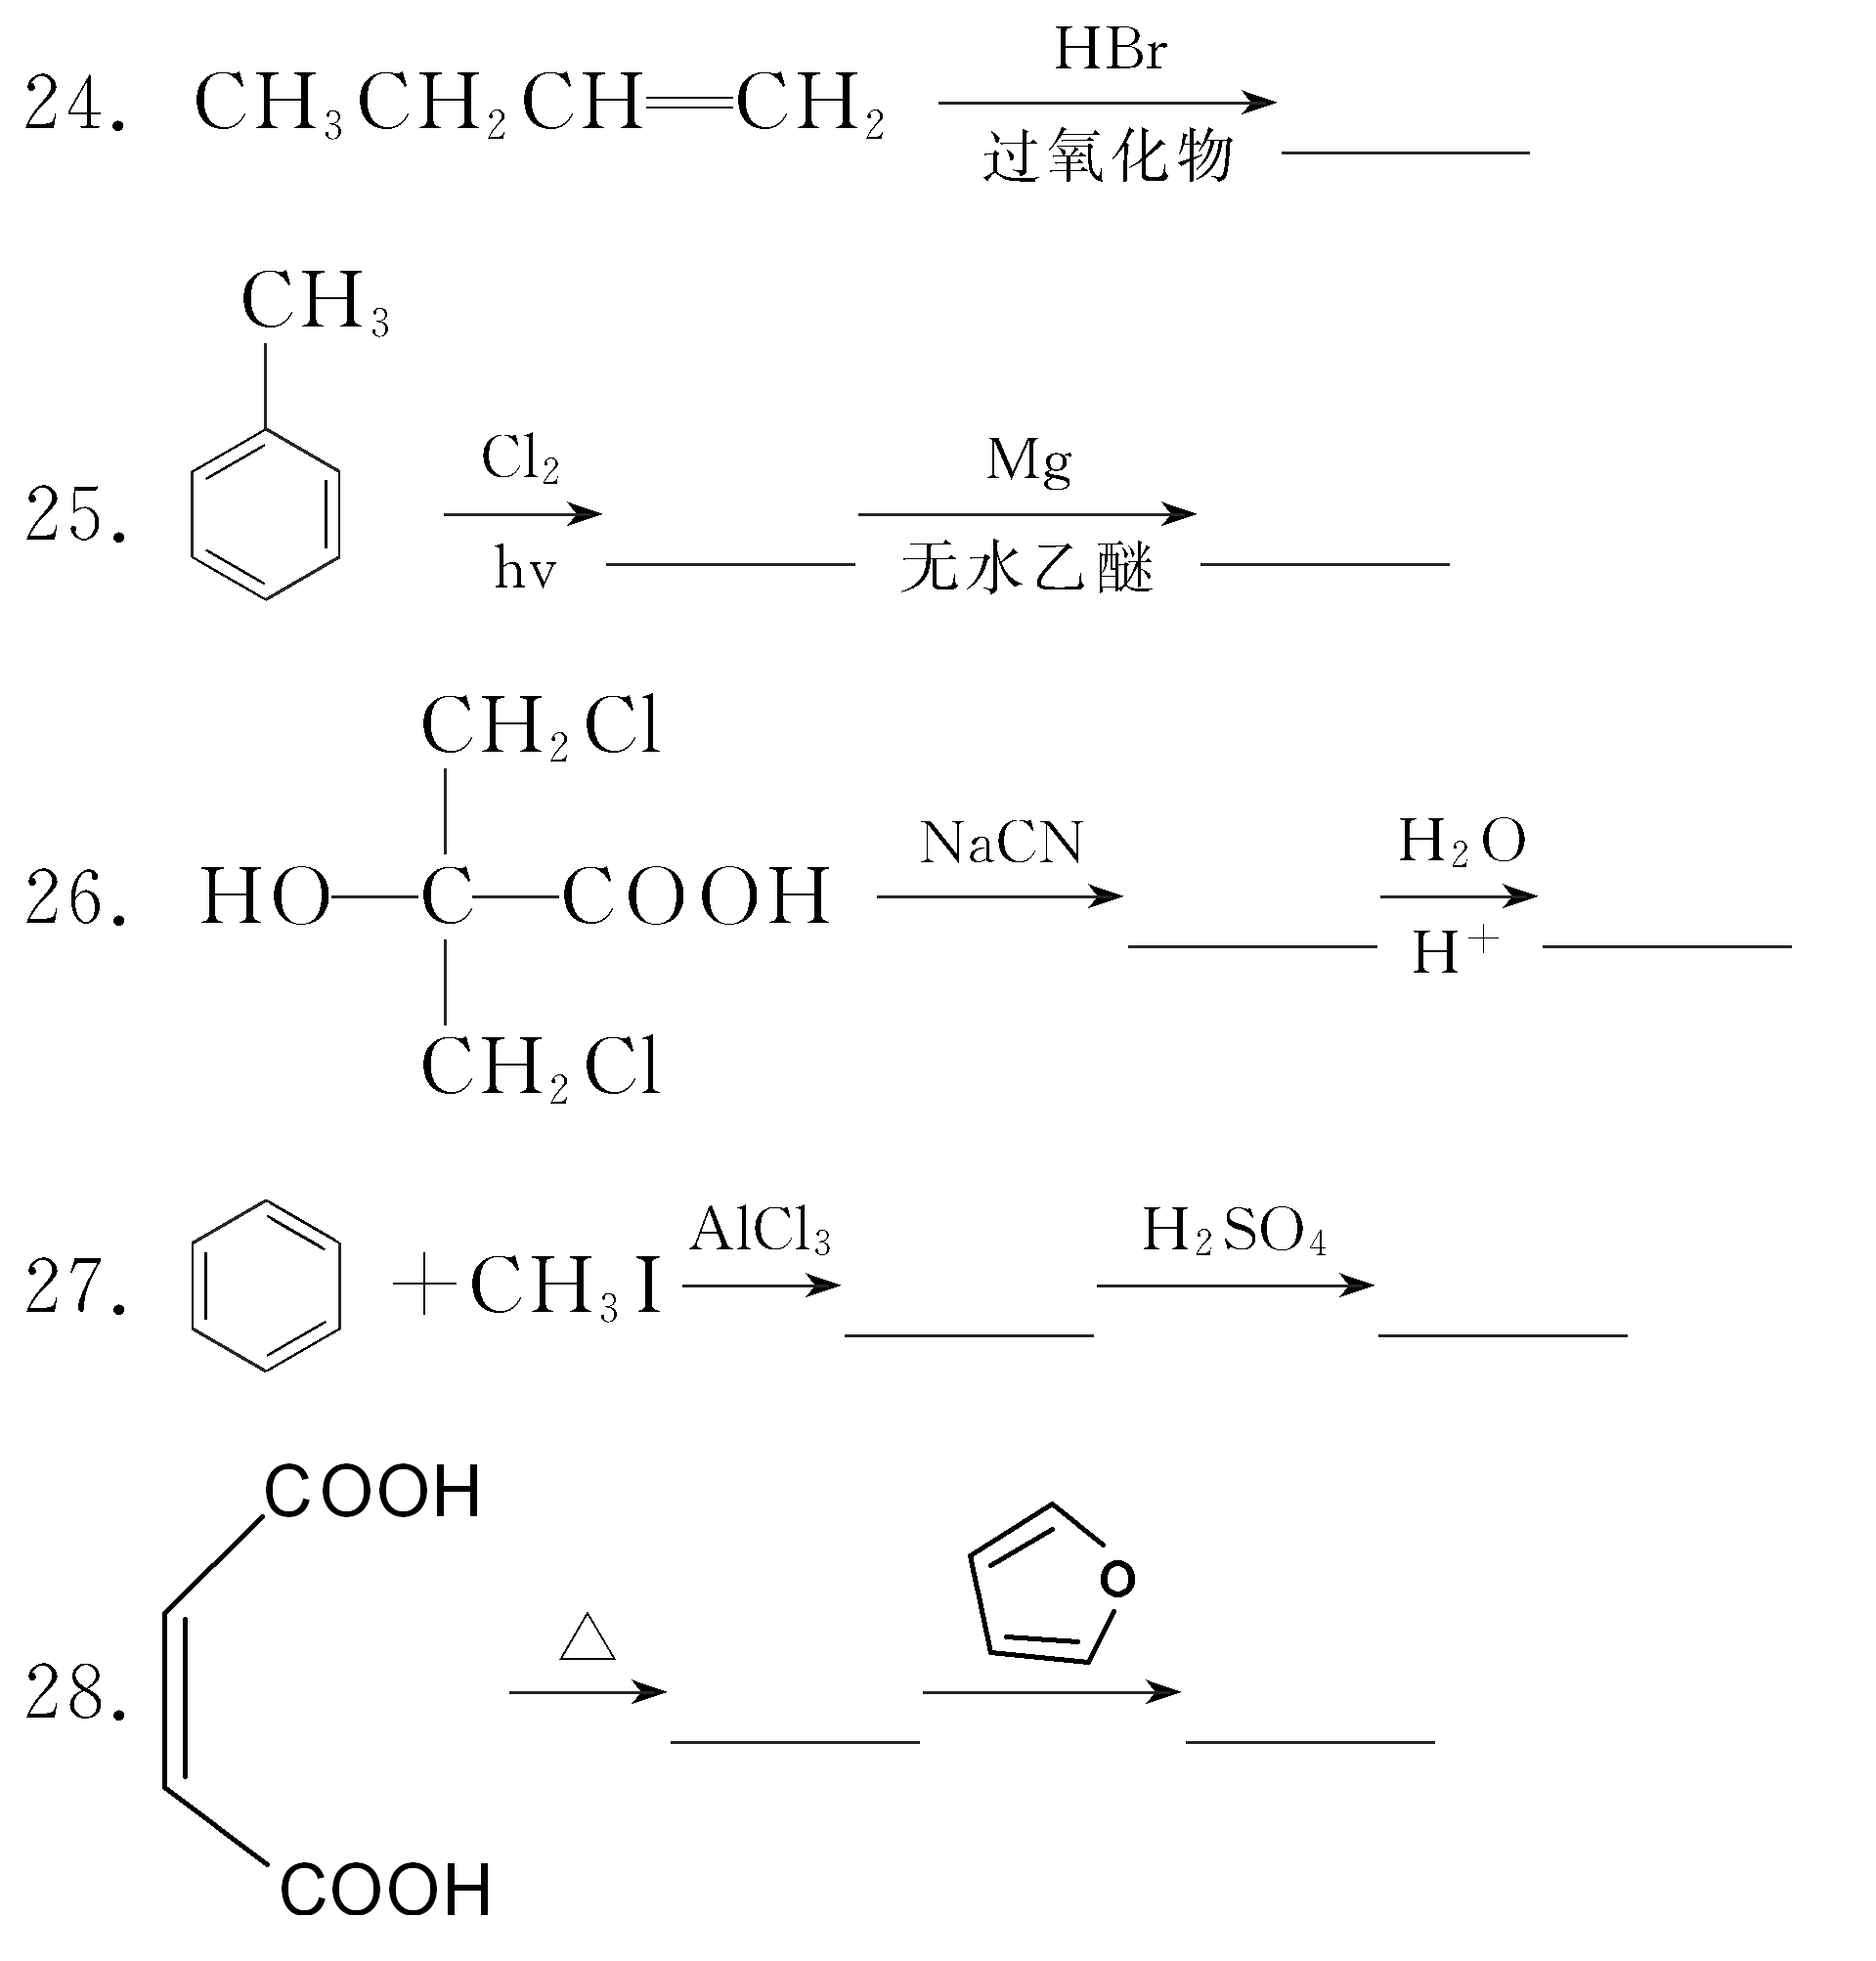 24. CH₃CH₂CH═CH₂ HBr 过氧化物
25. CH₃ Cl₂ hv Mg 无水乙醚
26. CH₂Cl HO—C—COOH CH₂Cl NaCN H₂O H⁺
27. +CH₃I AlCl₃ H₂SO₄
28. COOH COOH △ O